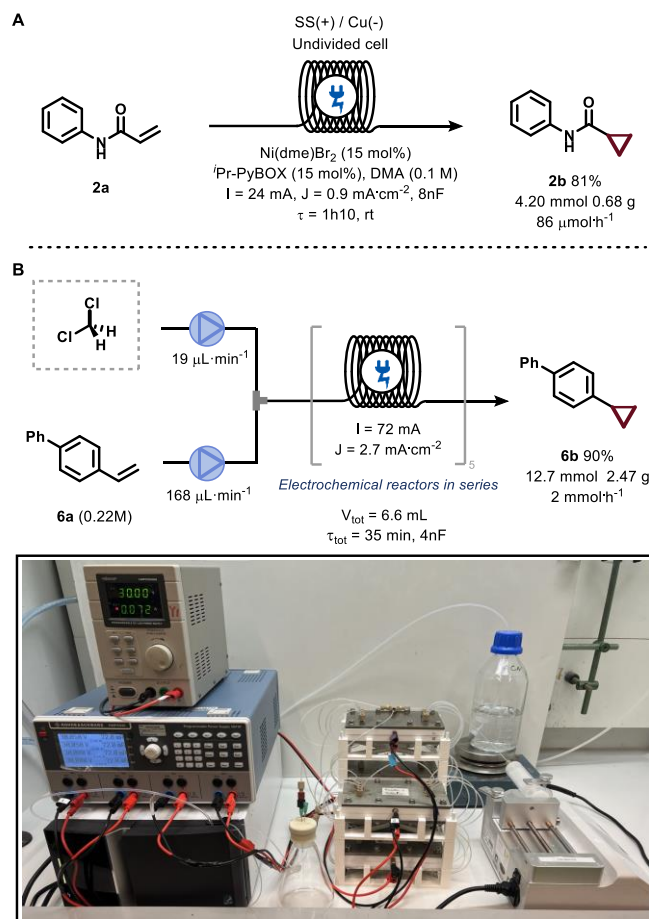 A
SS(+) / Cu(-)
Undivided cell
O
N
H
2a
Ni(dme)Br2 (15 mol%)
iPr-PyBOX (15 mol%), DMA (0.1 M)
I = 24 mA, J = 0.9 mA·cm-2, 8nF
τ = 1h10, rt
O
N
H
2b 81%
4.20 mmol 0.68 g
86 μmol·h-1
B
Cl
Cl
H
H
19 μL·min-1
Ph
6a (0.22M)
168 μL·min-1
I = 72 mA
J = 2.7 mA·cm-2
5
Electrochemical reactors in series
Vtot = 6.6 mL
τtot = 35 min, 4nF
Ph
6b 90%
12.7 mmol 2.47 g
2 mmol·h-1
30.00
0.072